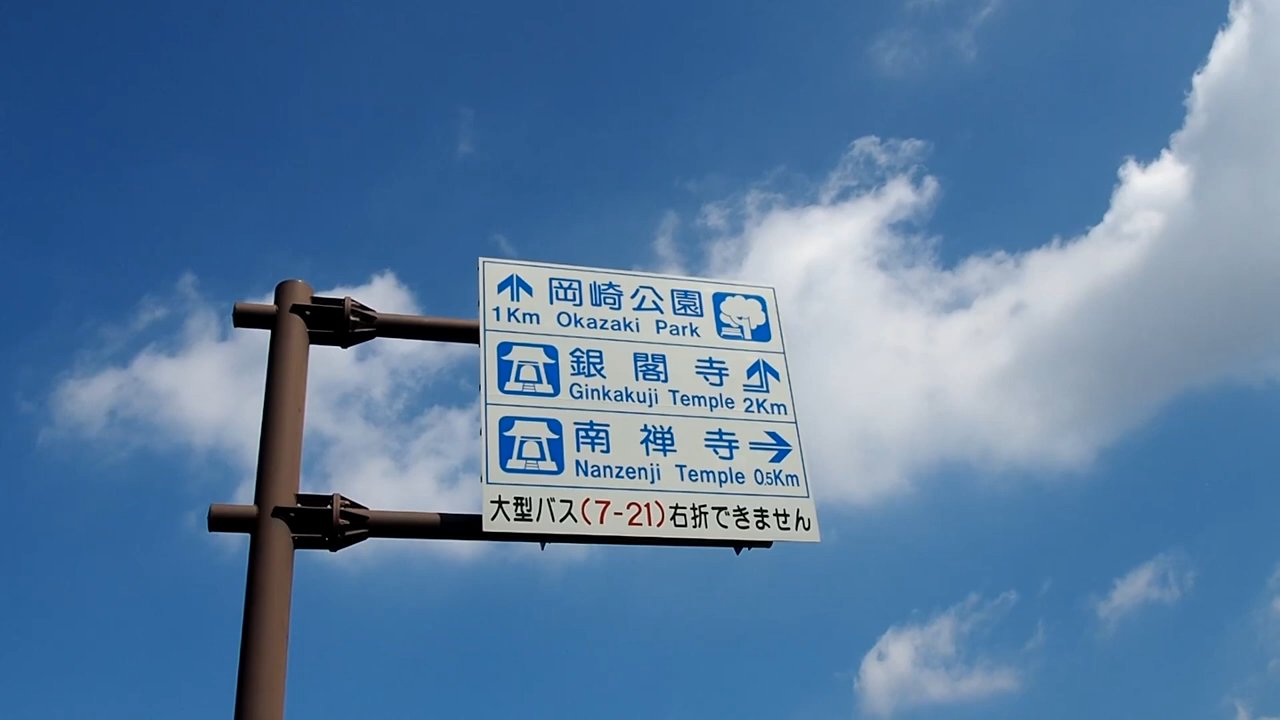 岡崎公園
1Km Okazaki Park
銀閣寺
Ginkakuji Temple 2Km
南禅寺
Nanzenji Temple 0.5Km
大型バス(7-21)右折できません